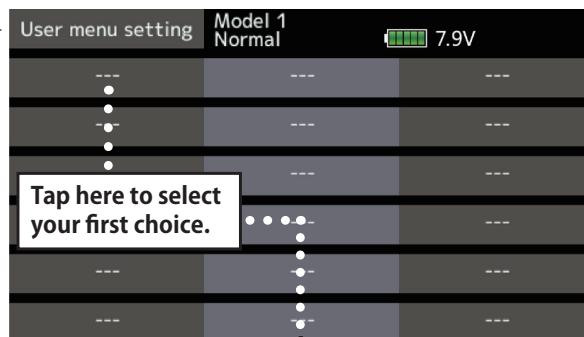 User menu setting
Model 1
Normal
7.9V
--- --- ---
--- --- ---
--- ---
Tap here to select
your first choice.
--- ---
--- --- ---
--- --- ---